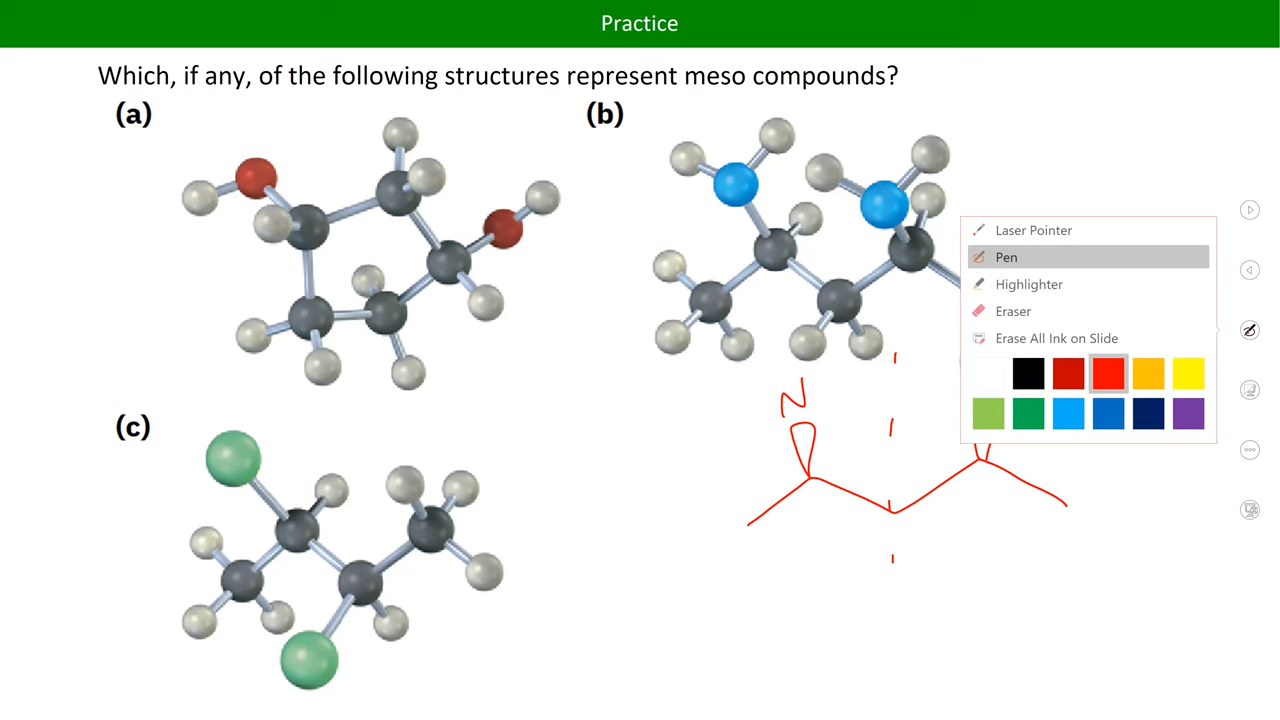 Practice
Which, if any, of the following structures represent meso compounds?
(a)
(b)
Laser Pointer
Pen
Highlighter
Eraser
Erase All Ink on Slide
N
(c)